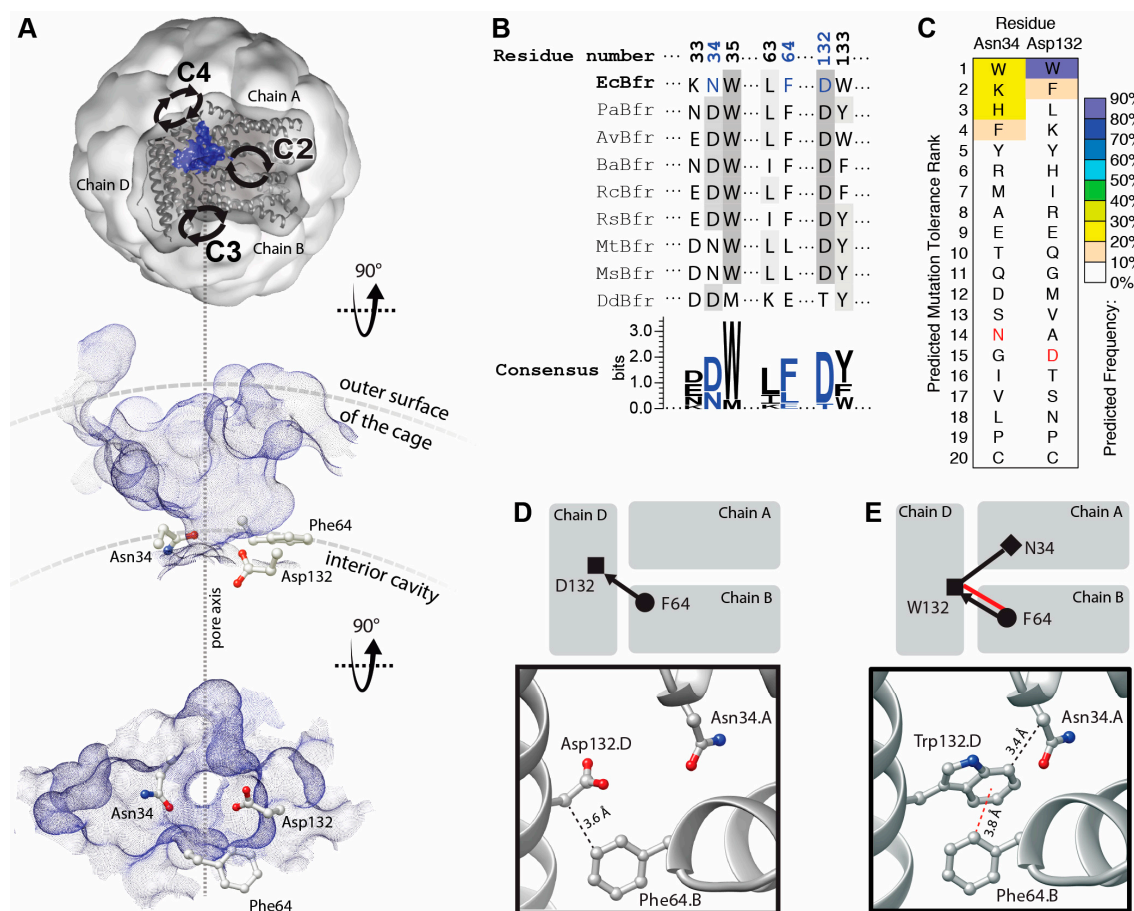 A
C4
Chain A
C2
Chain D
C3
Chain B
90°
outer surface
of the cage
Phe64
Asn34
Asp132
interior cavity
pore axis
90°
Asn34
Asp132
Phe64
B
Residue number ... 33 34 35 ... 63 64 ... 132 133 ...
EcBfr ··· K N W ··· L F ··· D W ···
PaBfr ··· N D W ··· L F ··· D Y ···
AvBfr ··· E D W ··· L F ··· D W ···
BaBfr ··· N D W ··· I F ··· D F ···
RcBfr ··· E D W ··· L F ··· D F ···
RsBfr ··· E D W ··· I F ··· D Y ···
MtBfr ··· D N W ··· L L ··· D Y ···
MsBfr ··· D N W ··· L L ··· D Y ···
DdBfr ··· D D M ··· K E ··· T Y ···
Consensus
bits
3.0
2.0
1.0
0.0
D E N D N W M L I F L D T Y F W
C
Residue
Asn34 Asp132
Predicted Mutation Tolerance Rank
1 W W
2 K F
3 H L
4 F K
5 Y Y
6 R H
7 M I
8 A R
9 E E
10 T Q
11 Q G
12 D M
13 S V
14 N A
15 G D
16 I T
17 V S
18 L N
19 P P
20 C C
90%
80%
70%
60%
50%
40%
30%
20%
10%
0%
Predicted Frequency:
D
Chain D
Chain A
D132
Chain B
F64
Asn34.A
Asp132.D
3.6 Å
Phe64.B
E
Chain D
Chain A
N34
W132
Chain B
F64
Asn34.A
Trp132.D
3.4 Å
3.8 Å
Phe64.B